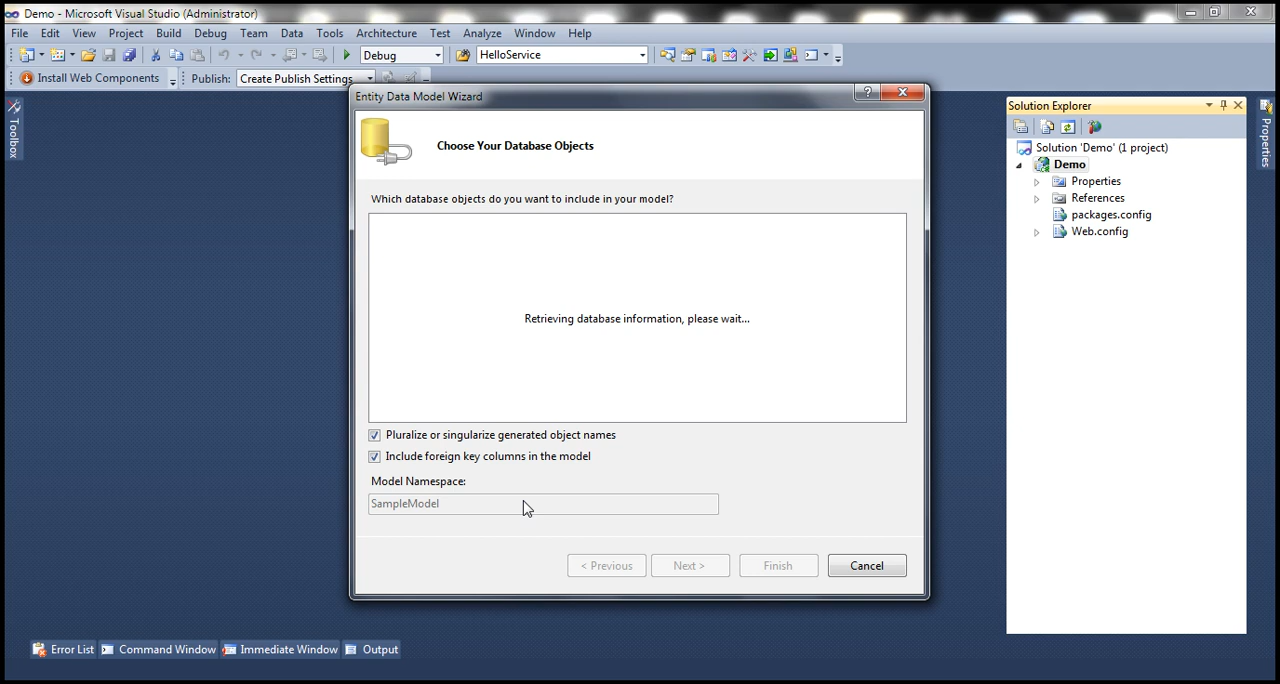 Demo - Microsoft Visual Studio (Administrator)
File Edit View Project Build Debug Team Data Tools Architecture Test Analyze Window Help
Debug HelloService
Install Web Components Publish: Create Publish Settings
Entity Data Model Wizard
Choose Your Database Objects
Which database objects do you want to include in your model?
Retrieving database information, please wait...
Pluralize or singularize generated object names
Include foreign key columns in the model
Model Namespace:
SampleModel
< Previous Next > Finish Cancel
Toolbox
Solution Explorer
Solution 'Demo' (1 project)
Demo
Properties
References
packages.config
Web.config
Properties
Error List Command Window Immediate Window Output